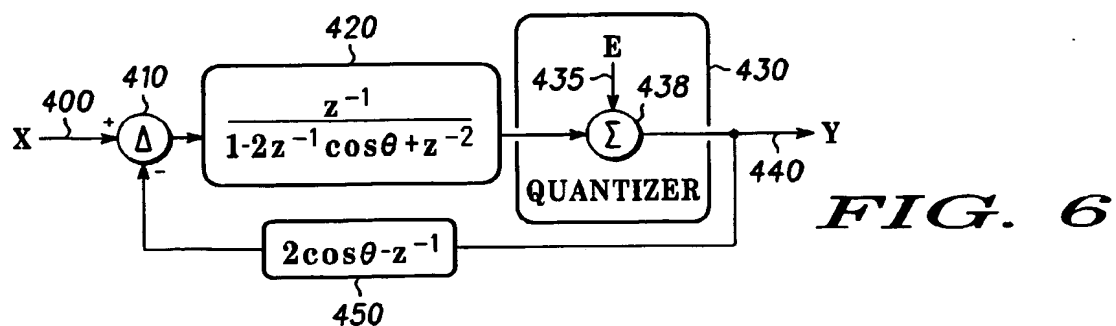 420
E
410
435
430
438
400
X
+
Δ
-
z⁻¹
1-2z⁻¹cosθ+z⁻²
Σ
Y
440
QUANTIZER
2cosθ-z⁻¹
450
FIG. 6